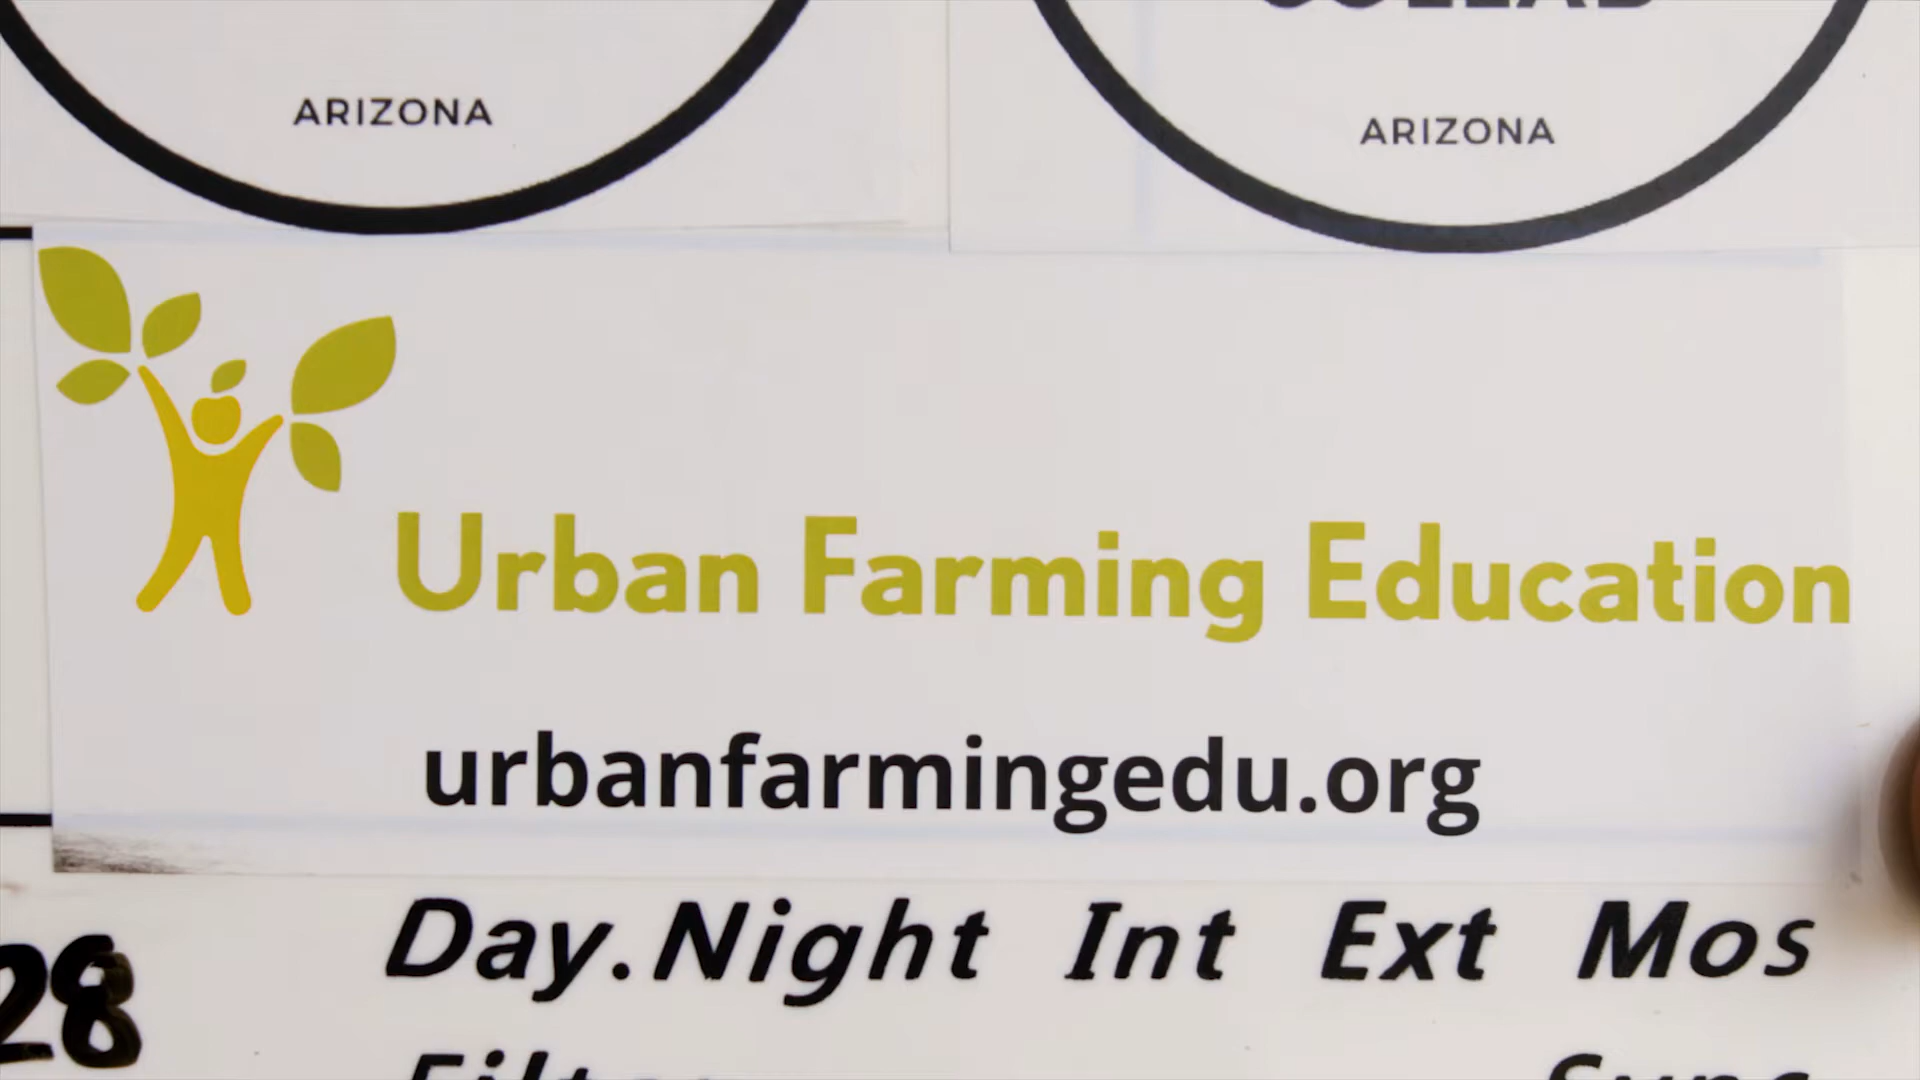 ARIZONA
ARIZONA
Urban Farming Education
urbanfarmingedu.org
28
Day.Night Int Ext Mos